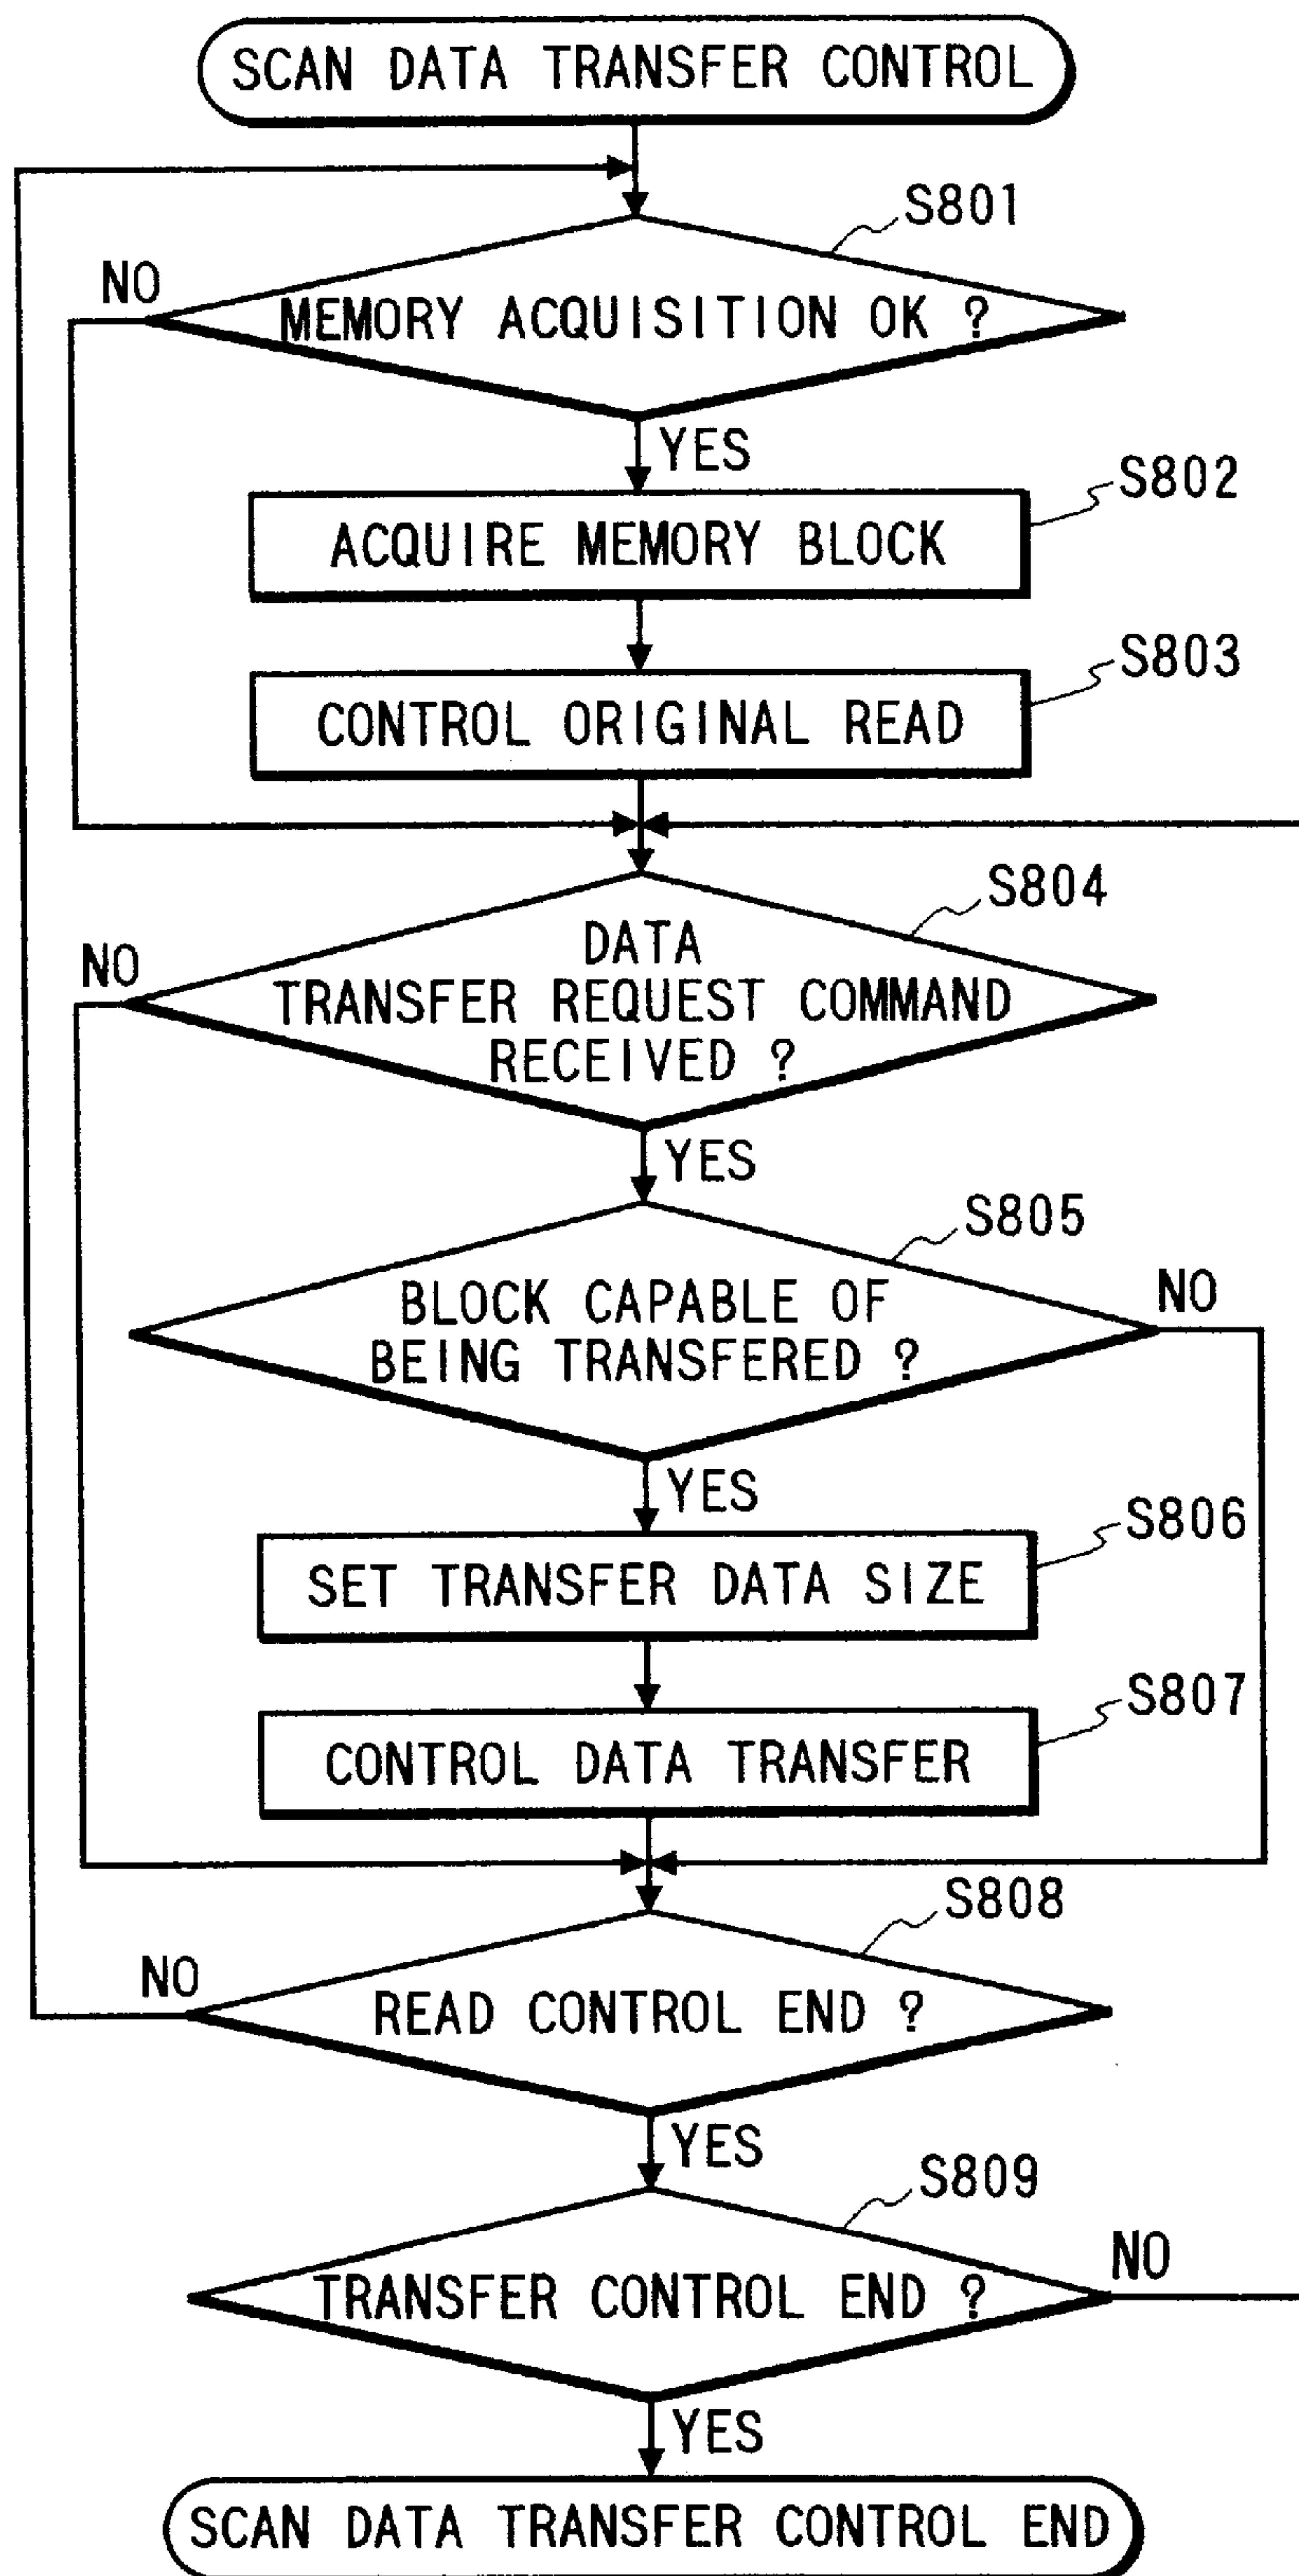 SCAN DATA TRANSFER CONTROL
S801
NO
MEMORY ACQUISITION OK ?
YES
S802
ACQUIRE MEMORY BLOCK
S803
CONTROL ORIGINAL READ
S804
NO
DATA
TRANSFER REQUEST COMMAND
RECEIVED ?
YES
S805
BLOCK CAPABLE OF
BEING TRANSFERED ?
NO
YES
S806
SET TRANSFER DATA SIZE
S807
CONTROL DATA TRANSFER
S808
NO
READ CONTROL END ?
YES
S809
NO
TRANSFER CONTROL END ?
YES
SCAN DATA TRANSFER CONTROL END